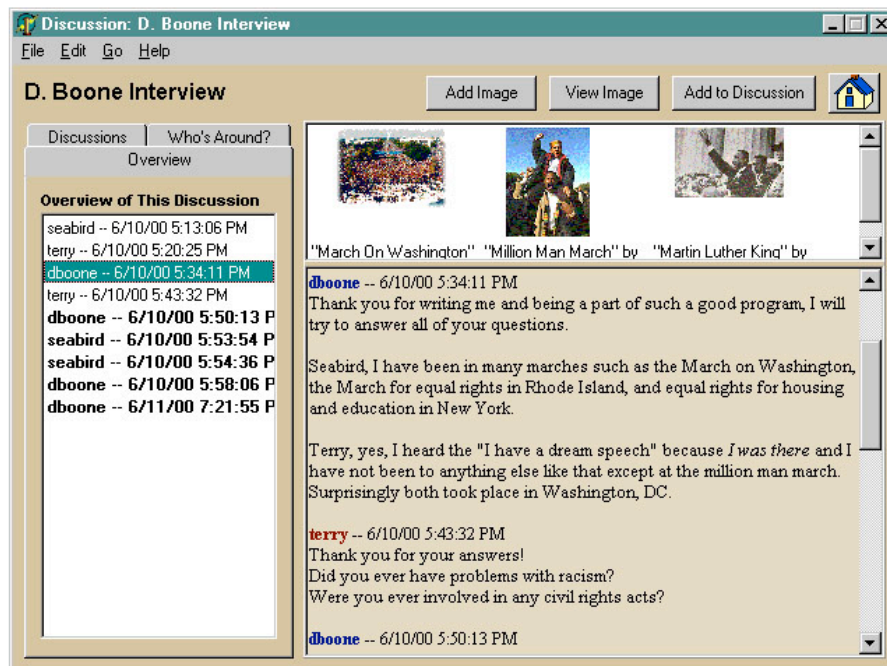 Discussion: D. Boone Interview
File Edit Go Help
D. Boone Interview
Add Image View Image Add to Discussion
Discussions Who's Around?
Overview
Overview of This Discussion
seabird -- 6/10/00 5:13:06 PM
terry -- 6/10/00 5:20:25 PM
dboone -- 6/10/00 5:34:11 PM
terry -- 6/10/00 5:43:32 PM
dboone -- 6/10/00 5:50:13 P
seabird -- 6/10/00 5:53:54 P
seabird -- 6/10/00 5:54:36 P
dboone -- 6/10/00 5:58:06 P
dboone -- 6/11/00 7:21:55 P
"March On Washington" "Million Man March" by "Martin Luther King" by
dboone -- 6/10/00 5:34:11 PM
Thank you for writing me and being a part of such a good program, I will
try to answer all of your questions.
Seabird, I have been in many marches such as the March on Washington,
the March for equal rights in Rhode Island, and equal rights for housing
and education in New York.
Terry, yes, I heard the "I have a dream speech" because I was there and I
have not been to anything else like that except at the million man march.
Surprisingly both took place in Washington, DC.
terry -- 6/10/00 5:43:32 PM
Thank you for your answers!
Did you ever have problems with racism?
Were you ever involved in any civil rights acts?
dboone -- 6/10/00 5:50:13 PM